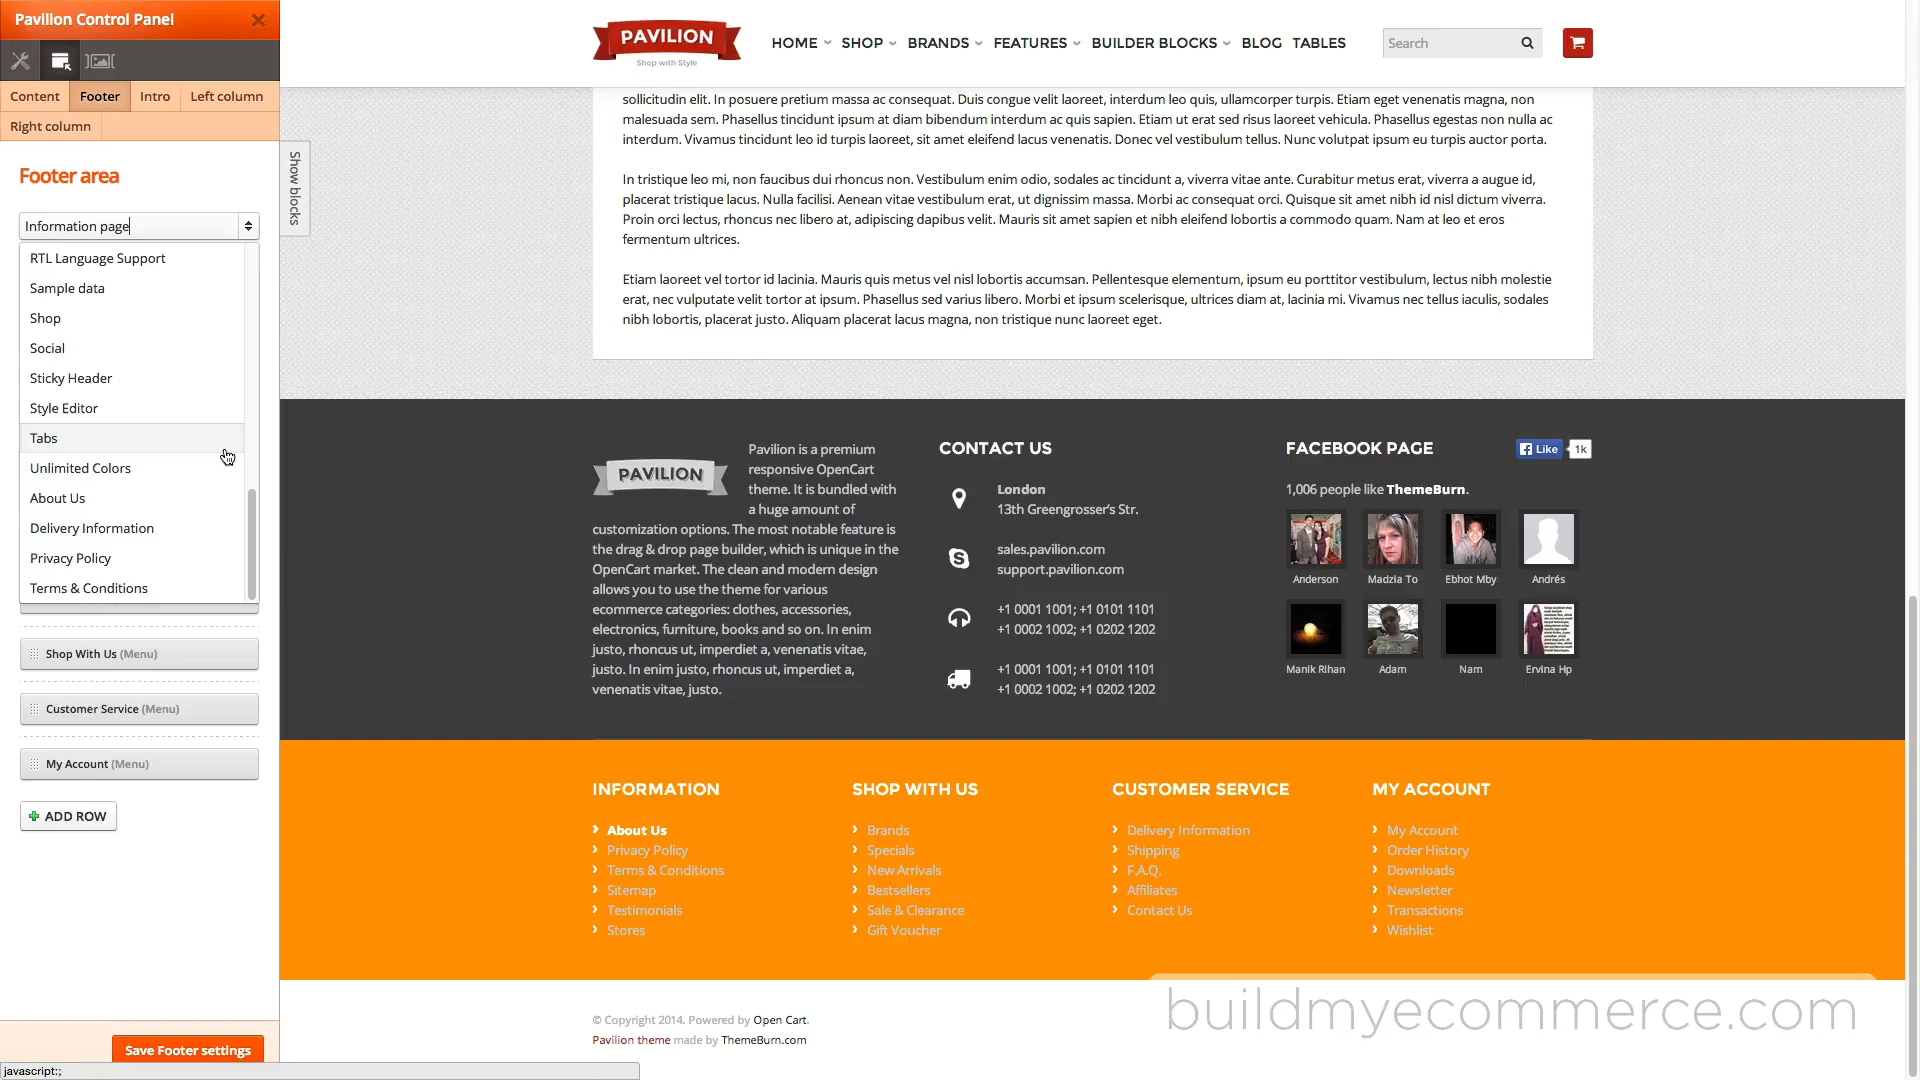 Pavilion Control Panel
Content
Footer
Intro
Left column
Right column
Footer area
Show blocks
Information page
RTL Language Support
Sample data
Shop
Social
Sticky Header
Style Editor
Tabs
Unlimited Colors
About Us
Delivery Information
Privacy Policy
Terms & Conditions
Shop With Us (Menu)
Customer Service (Menu)
My Account (Menu)
ADD ROW
Save Footer settings
javascript:;
PAVILION
Shop with Style
HOME
SHOP
BRANDS
FEATURES
BUILDER BLOCKS
BLOG
TABLES
Search
sollicitudin elit. In posuere pretium massa ac consequat. Duis congue velit laoreet, interdum leo quis, ullamcorper turpis. Etiam eget venenatis magna, non
malesuada sem. Phasellus tincidunt ipsum at diam bibendum interdum ac quis sapien. Etiam ut erat sed risus laoreet vehicula. Phasellus egestas non nulla ac
interdum. Vivamus tincidunt leo id turpis laoreet, sit amet eleifend lacus venenatis. Donec vel vestibulum tellus. Nunc volutpat ipsum eu turpis auctor porta.
In tristique leo mi, non faucibus dui rhoncus non. Vestibulum enim odio, sodales ac tincidunt a, viverra vitae ante. Curabitur metus erat, viverra a augue id,
placerat tristique lacus. Nulla facilisi. Aenean vitae vestibulum erat, ut dignissim massa. Morbi ac consequat orci. Quisque sit amet nibh id nisl dictum viverra.
Proin orci lectus, rhoncus nec libero at, adipiscing dapibus velit. Mauris sit amet sapien et nibh eleifend lobortis a commodo quam. Nam at leo et eros
fermentum ultrices.
Etiam laoreet vel tortor id lacinia. Mauris quis metus vel nisl lobortis accumsan. Pellentesque elementum, ipsum eu porttitor vestibulum, lectus nibh molestie
erat, nec vulputate velit tortor at ipsum. Phasellus sed varius libero. Morbi et ipsum scelerisque, ultrices diam at, lacinia mi. Vivamus nec tellus iaculis, sodales
nibh lobortis, placerat justo. Aliquam placerat lacus magna, non tristique nunc laoreet eget.
PAVILION
Pavilion is a premium
responsive OpenCart
theme. It is bundled with
a huge amount of
customization options. The most notable feature is
the drag & drop page builder, which is unique in the
OpenCart market. The clean and modern design
allows you to use the theme for various
ecommerce categories: clothes, accessories,
electronics, furniture, books and so on. In enim
justo, rhoncus ut, imperdiet a, venenatis vitae,
justo. In enim justo, rhoncus ut, imperdiet a,
venenatis vitae, justo.
CONTACT US
London
13th Greengrosser's Str.
sales.pavilion.com
support.pavilion.com
+1 0001 1001; +1 0101 1101
+1 0002 1002; +1 0202 1202
+1 0001 1001; +1 0101 1101
+1 0002 1002; +1 0202 1202
FACEBOOK PAGE
Like
1k
1,006 people like ThemeBurn.
Anderson
Madzia To
Ebhot Mby
Andrés
Manik Rihan
Adam
Nam
Ervina Hp
INFORMATION
About Us
Privacy Policy
Terms & Conditions
Sitemap
Testimonials
Stores
SHOP WITH US
Brands
Specials
New Arrivals
Bestsellers
Sale & Clearance
Gift Voucher
CUSTOMER SERVICE
Delivery Information
Shipping
F.A.Q.
Affiliates
Contact Us
MY ACCOUNT
My Account
Order History
Downloads
Newsletter
Transactions
Wishlist
© Copyright 2014. Powered by Open Cart.
Pavilion theme made by ThemeBurn.com
buildmyecommerce.com